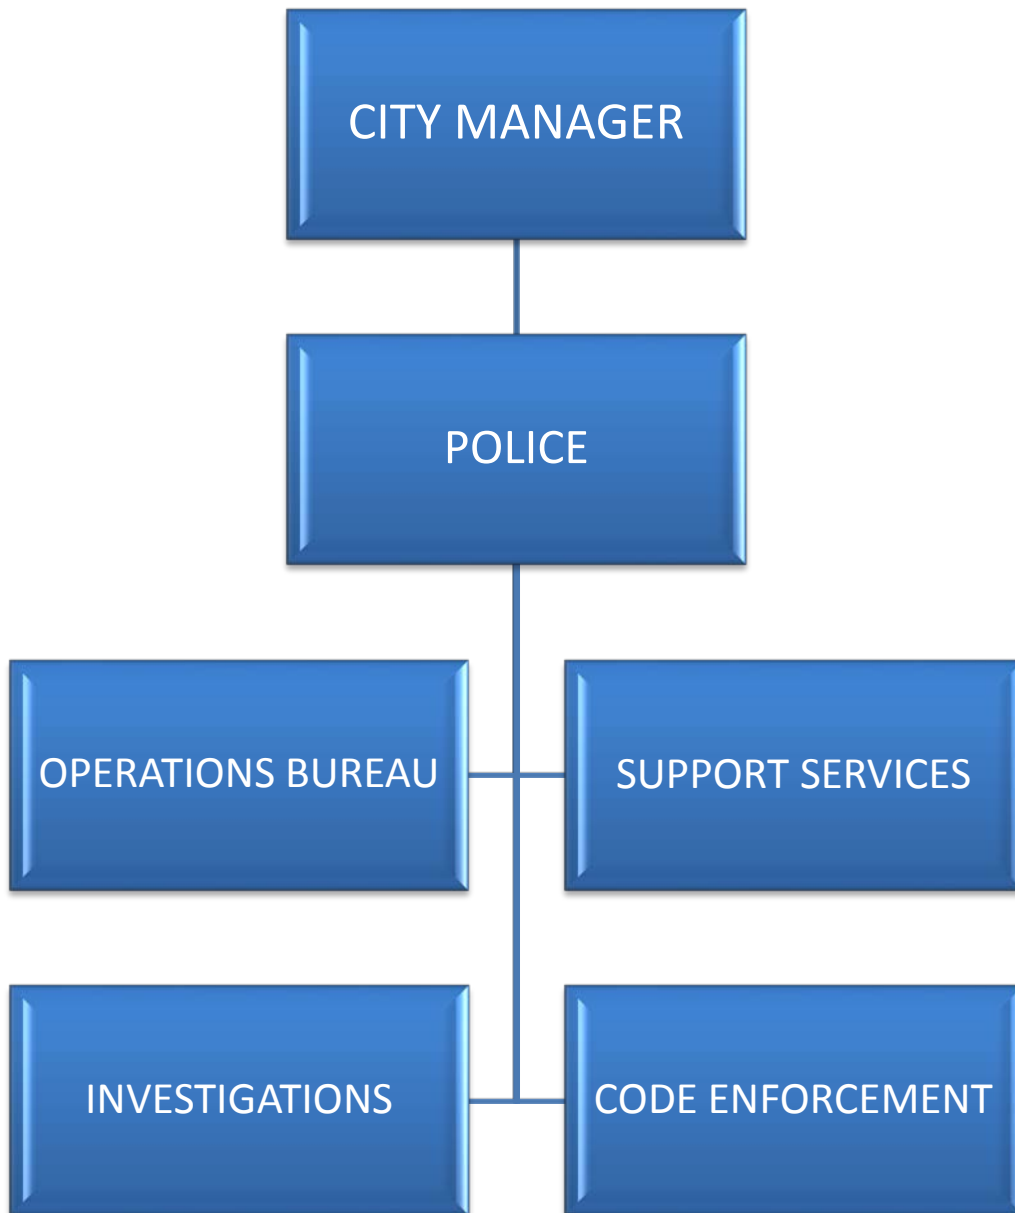 CITY MANAGER
POLICE
OPERATIONS BUREAU
SUPPORT SERVICES
INVESTIGATIONS
CODE ENFORCEMENT